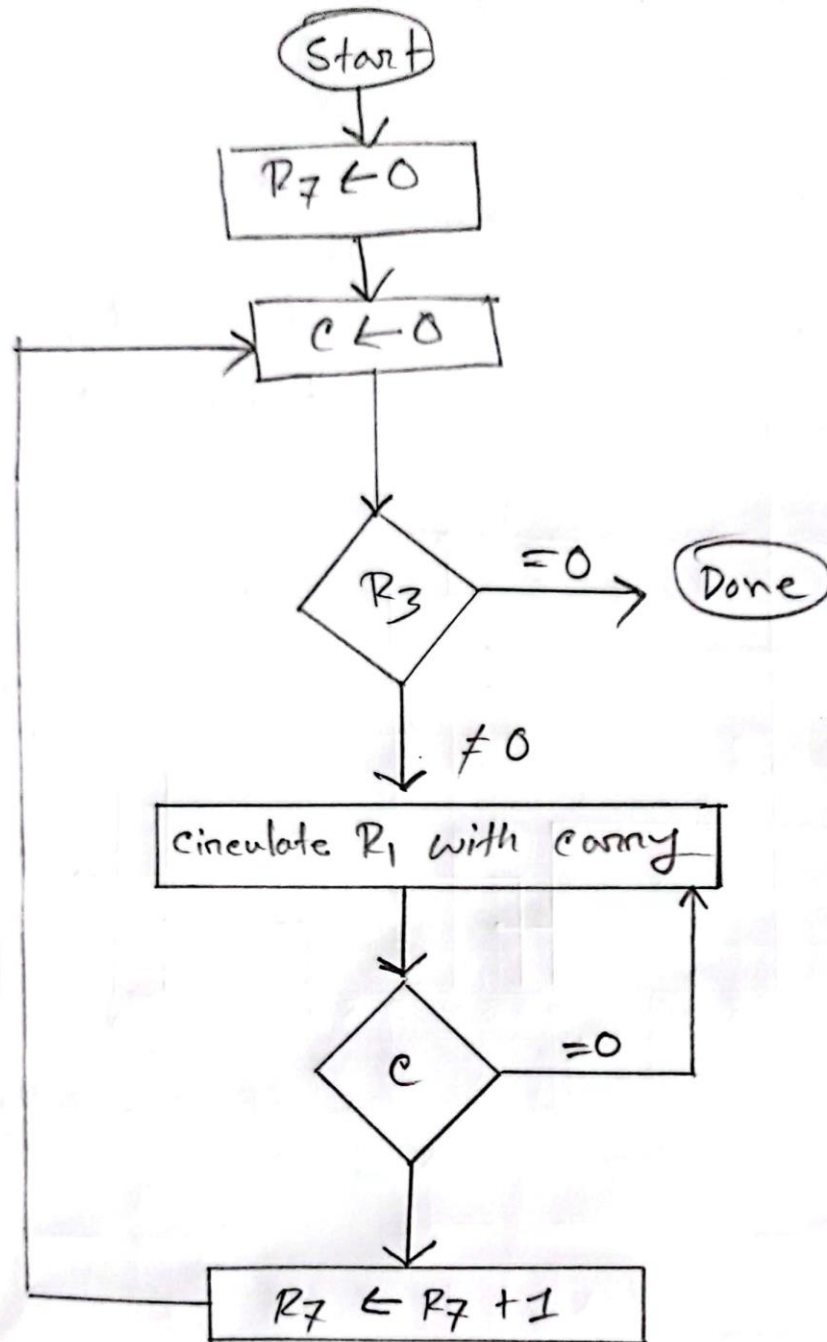 Start
R7 ← 0
C ← 0
R3
=0
Done
≠ 0
circulate R1 with carry
C
=0
R7 ← R7 + 1